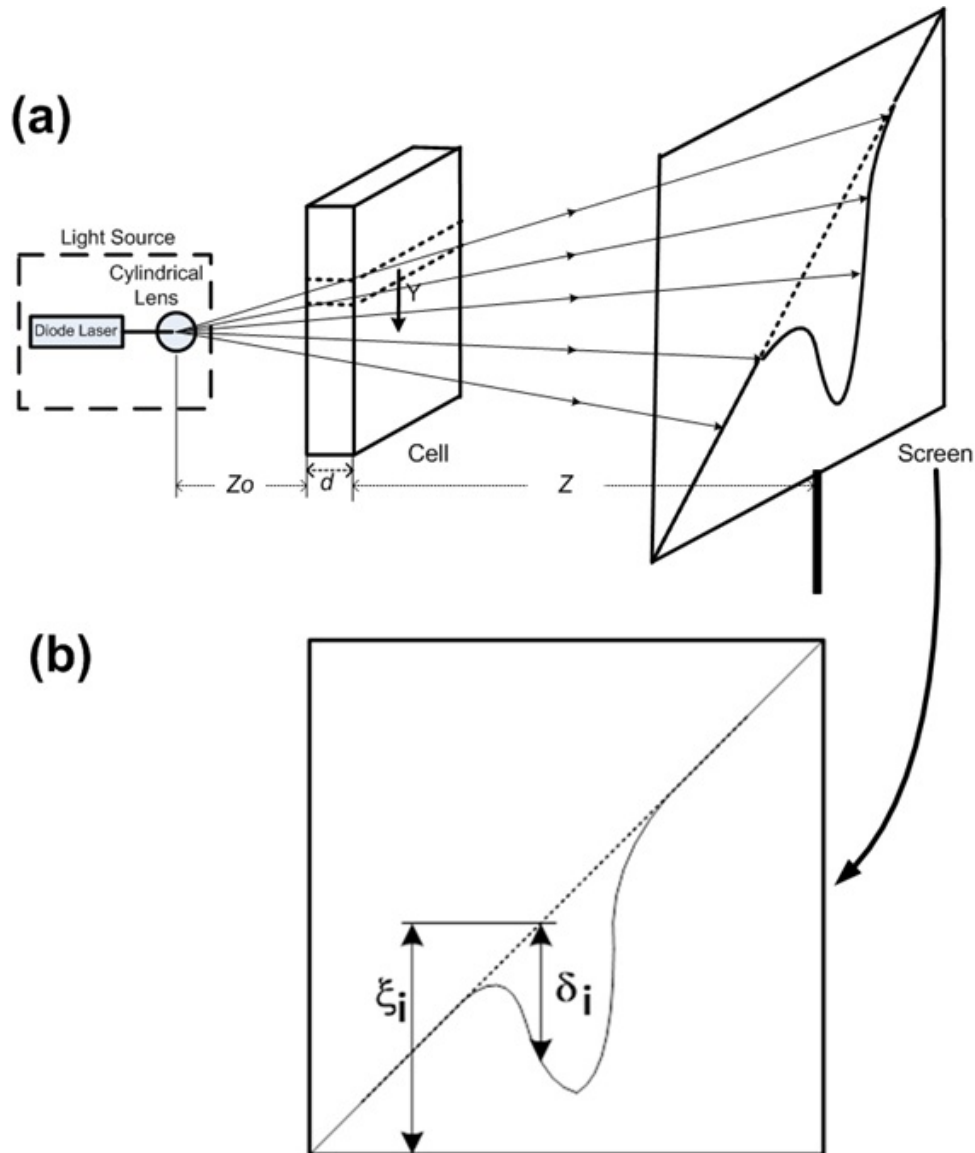 (a)
Light Source
Cylindrical
Lens
Diode Laser
Y
Cell
Screen
Zo
d
Z
(b)
ξi
δi